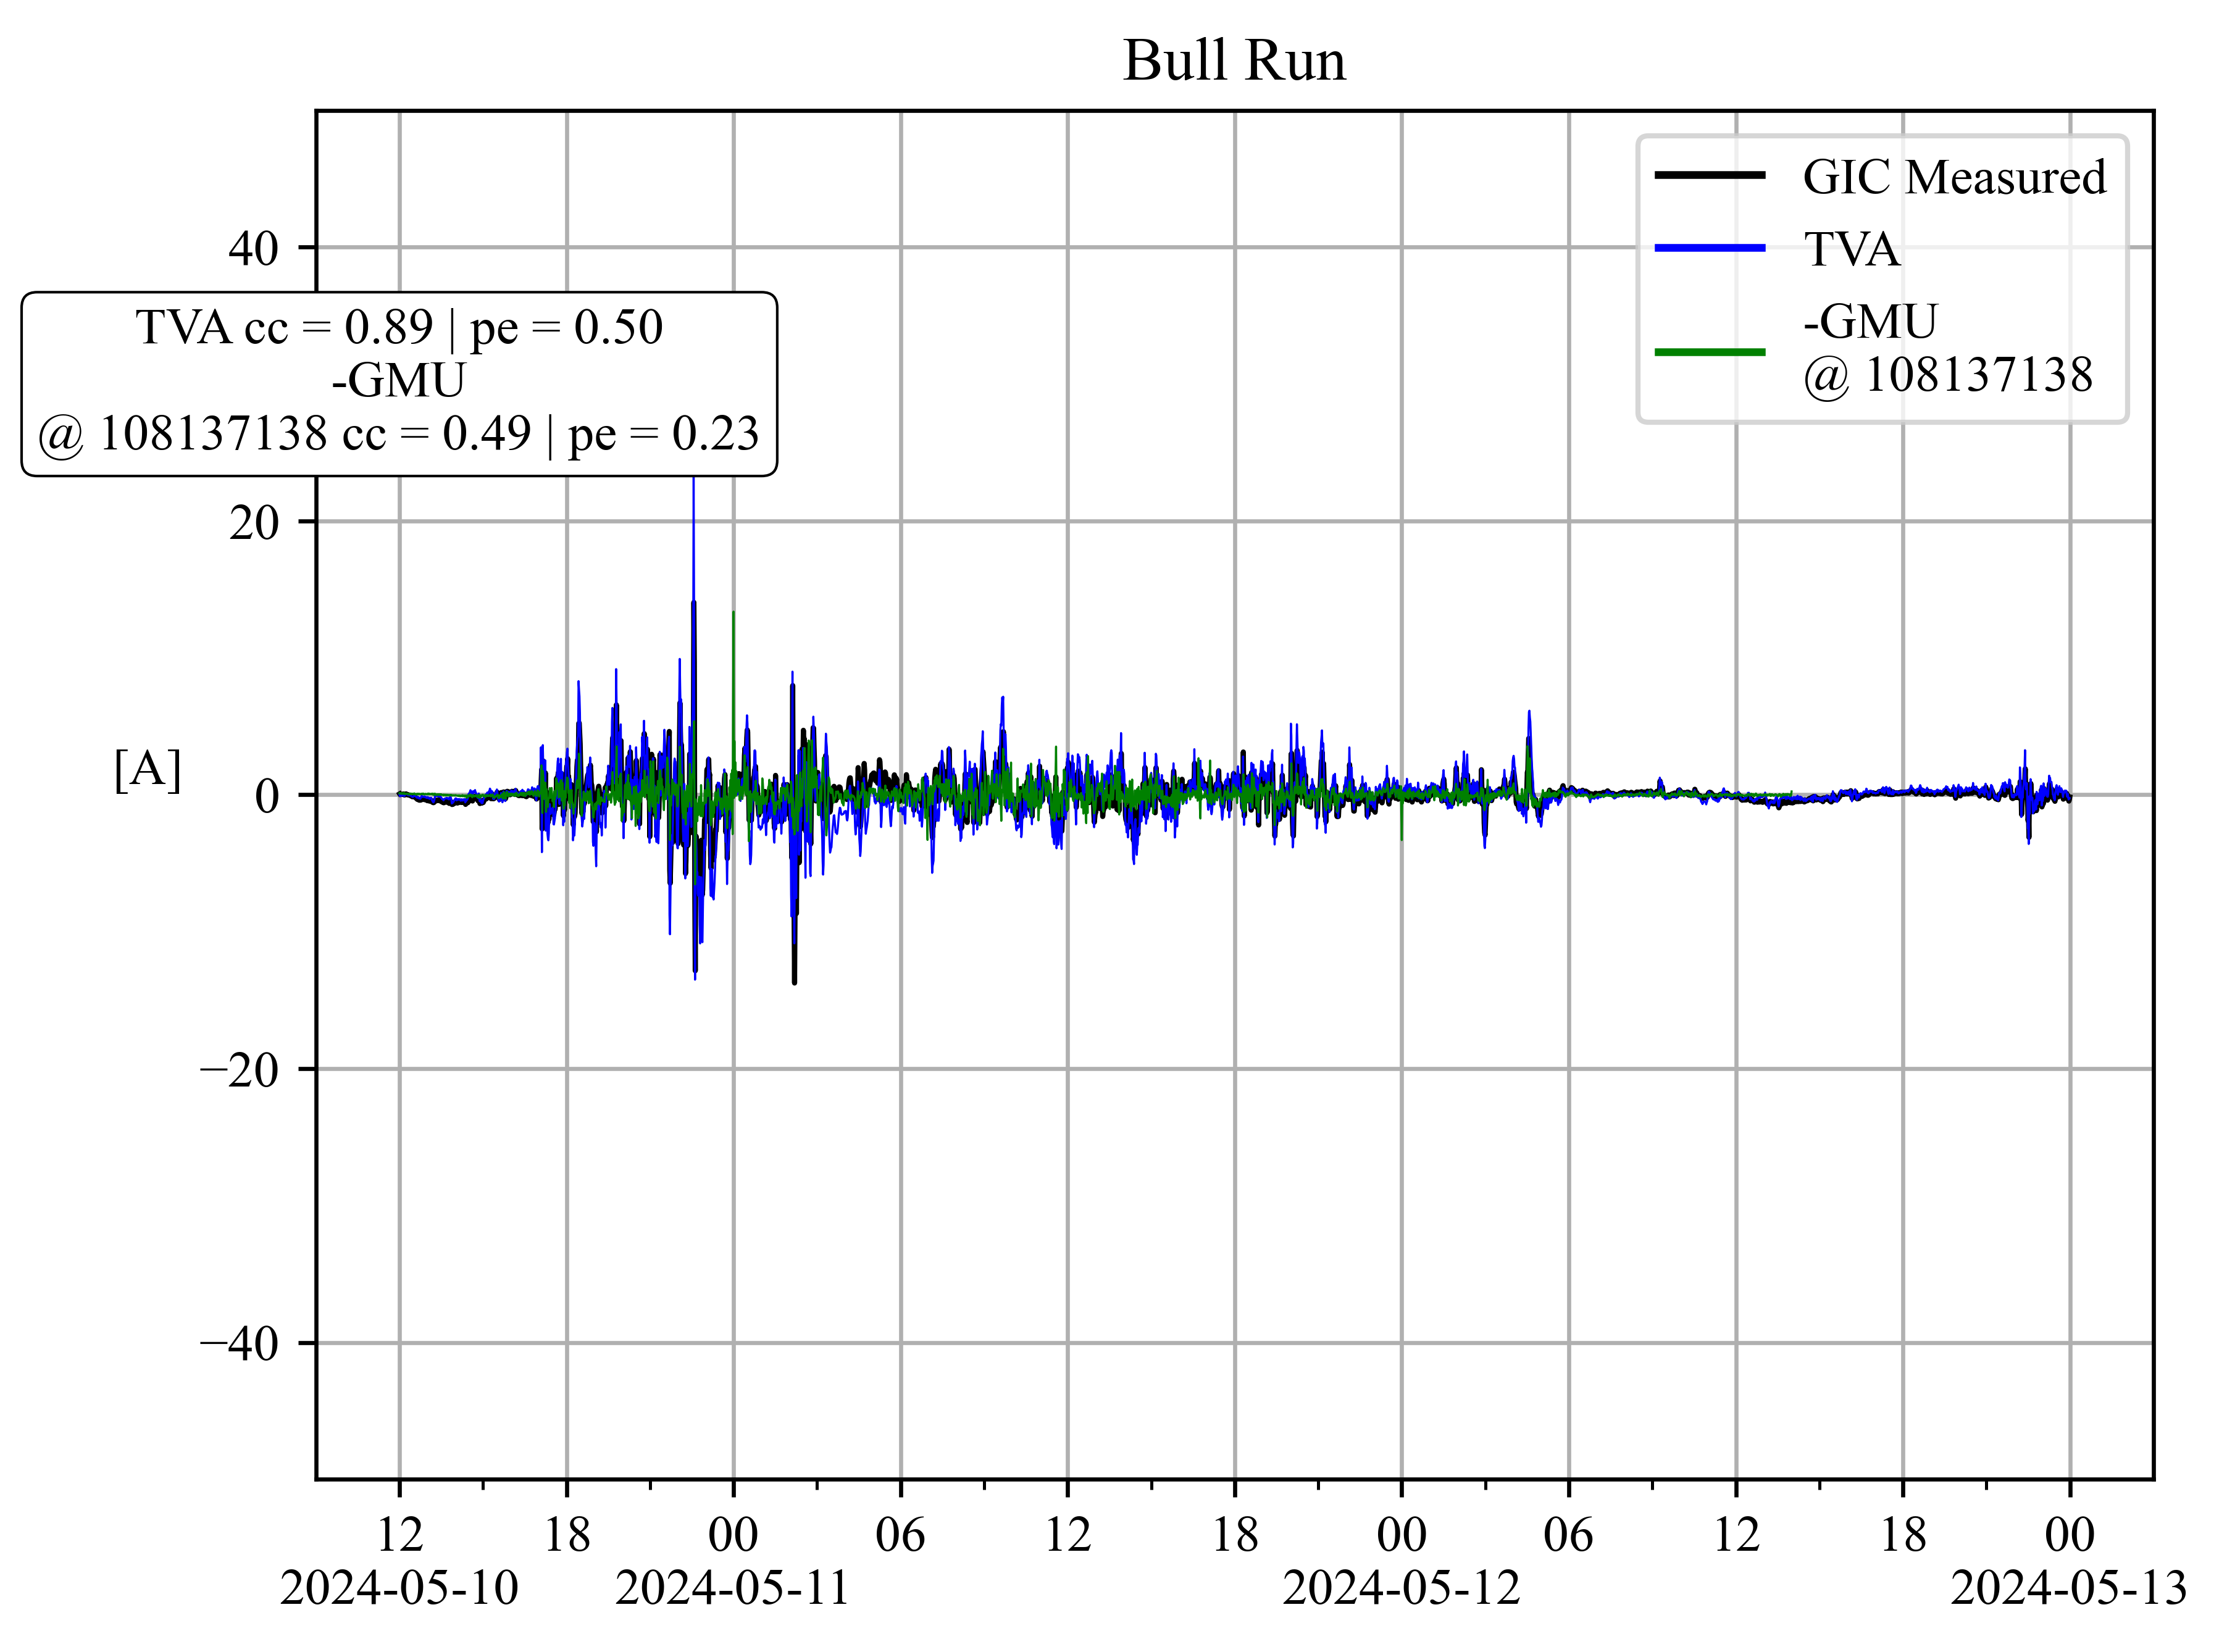 Bull Run
GIC Measured
TVA
-GMU
@ 108137138
TVA cc = 0.89 | pe = 0.50
-GMU
@ 108137138 cc = 0.49 | pe = 0.23
[A]
40
20
0
−20
−40
12
18
00
06
12
18
00
06
12
18
00
2024-05-10
2024-05-11
2024-05-12
2024-05-13